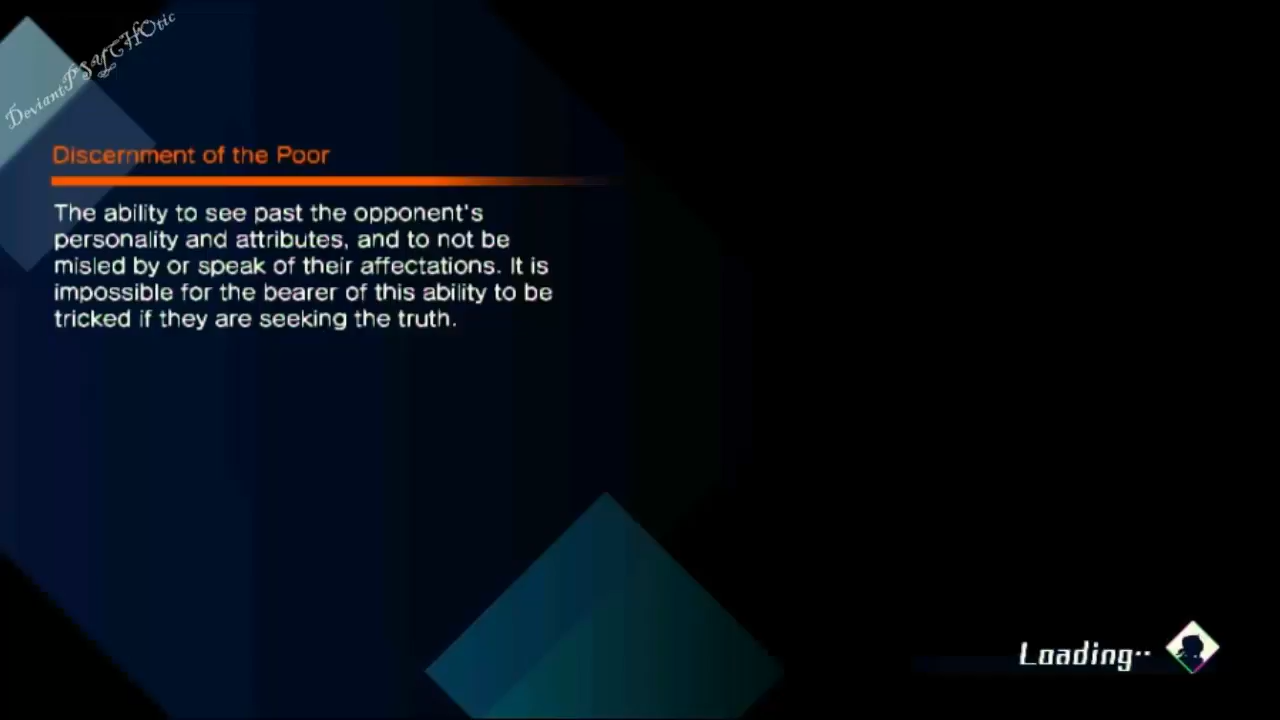 DeviantPSYCHOtic
Discernment of the Poor
The ability to see past the opponent's
personality and attributes, and to not be
misled by or speak of their affectations. It is
impossible for the bearer of this ability to be
tricked if they are seeking the truth.
Loading..